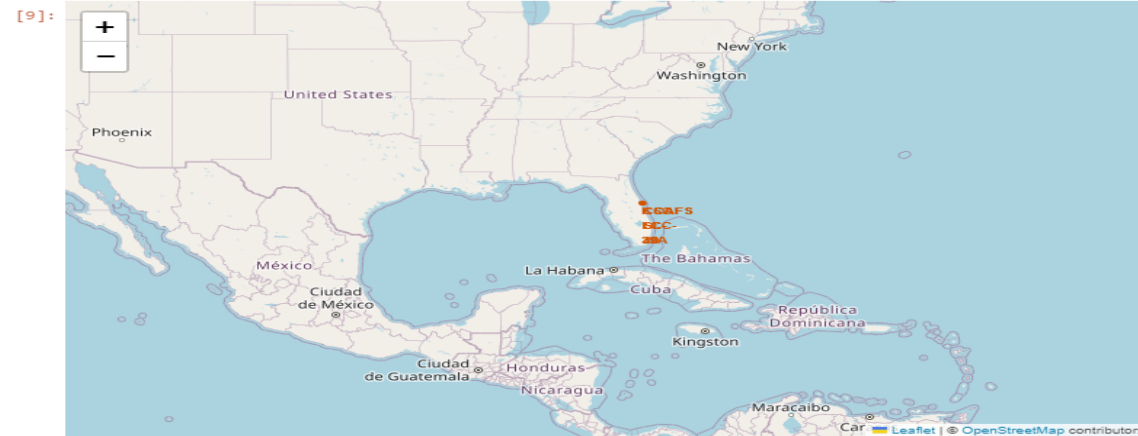 [9]:
+
−
New York
Washington
United States
Phoenix
The Bahamas
La Habana
México
Cuba
Ciudad
de México
República
Dominicana
Kingston
Ciudad
de Guatemala
Honduras
Nicaragua
Maracaibo
Car
Leaflet | © OpenStreetMap contributor